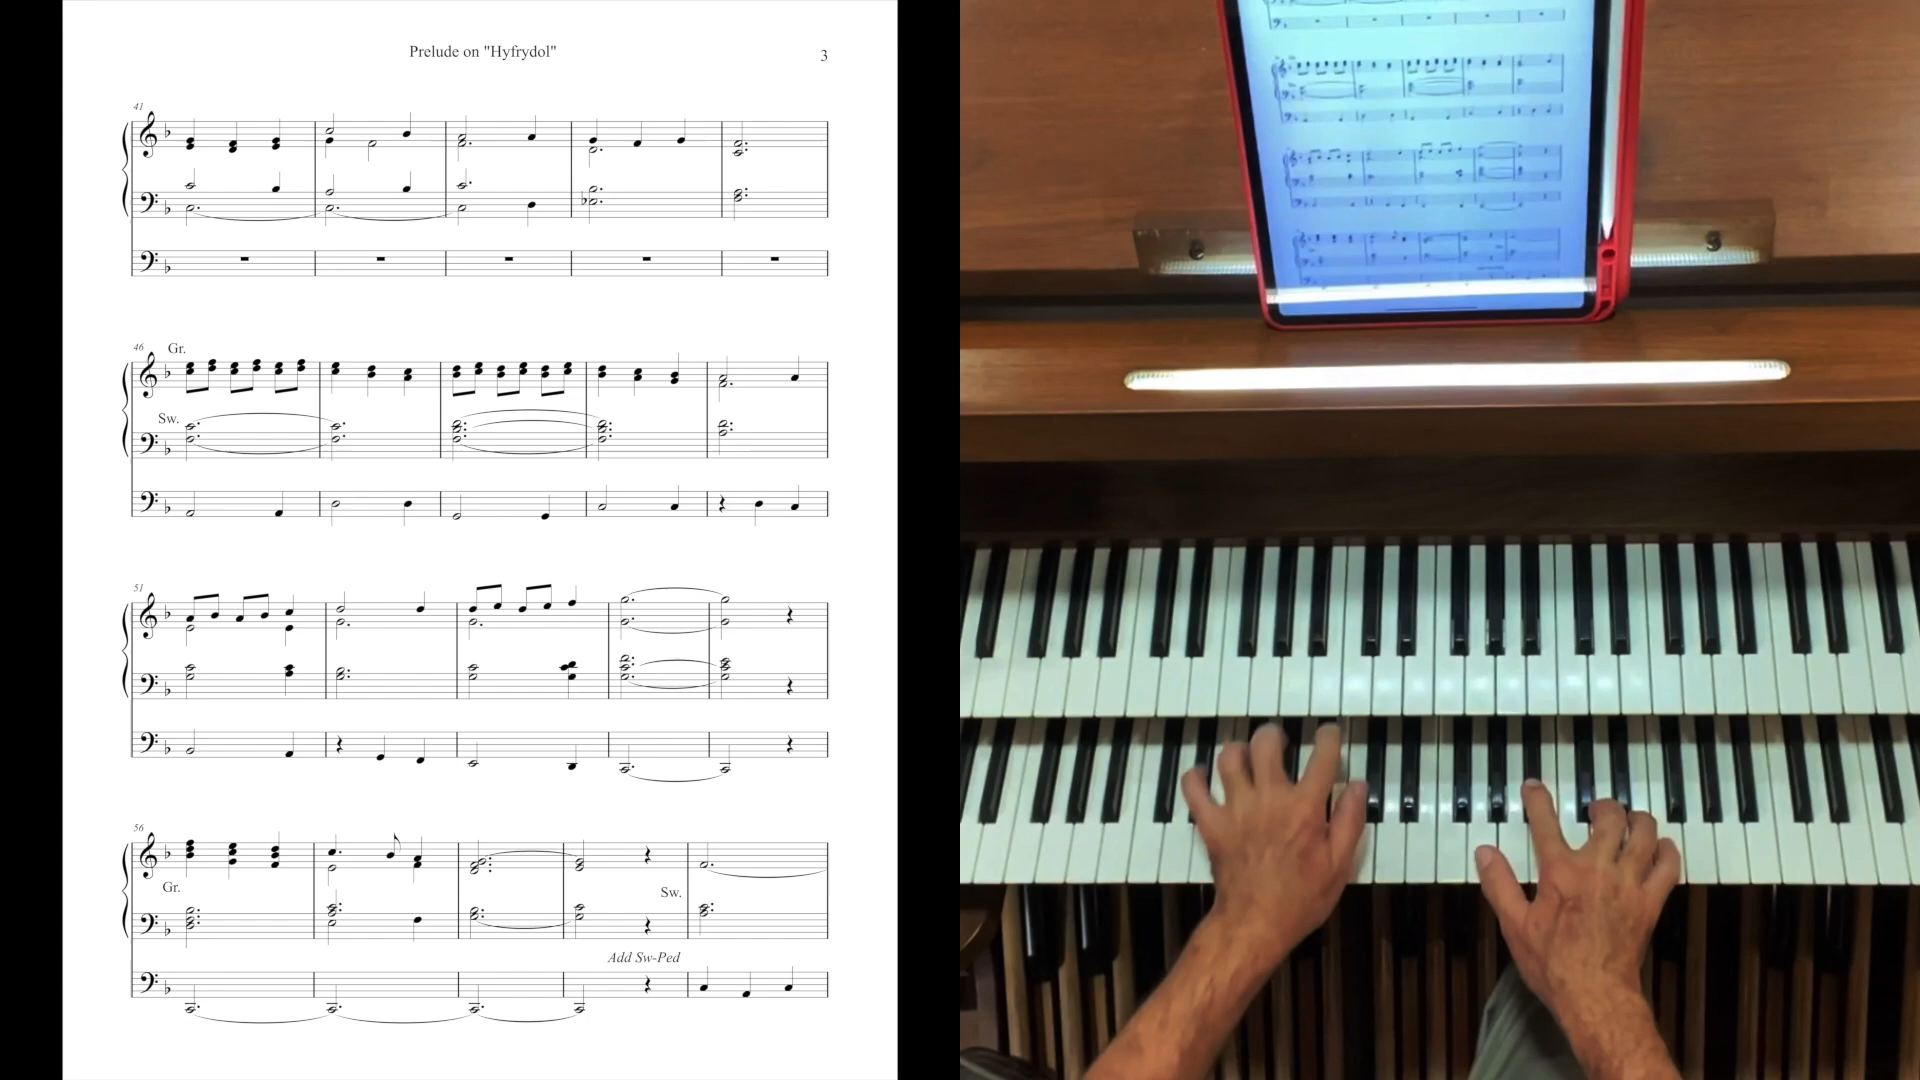 Prelude on "Hyfrydol"
3
41
46
Gr.
Sw.
51
56
Gr.
Sw.
Add Sw-Ped